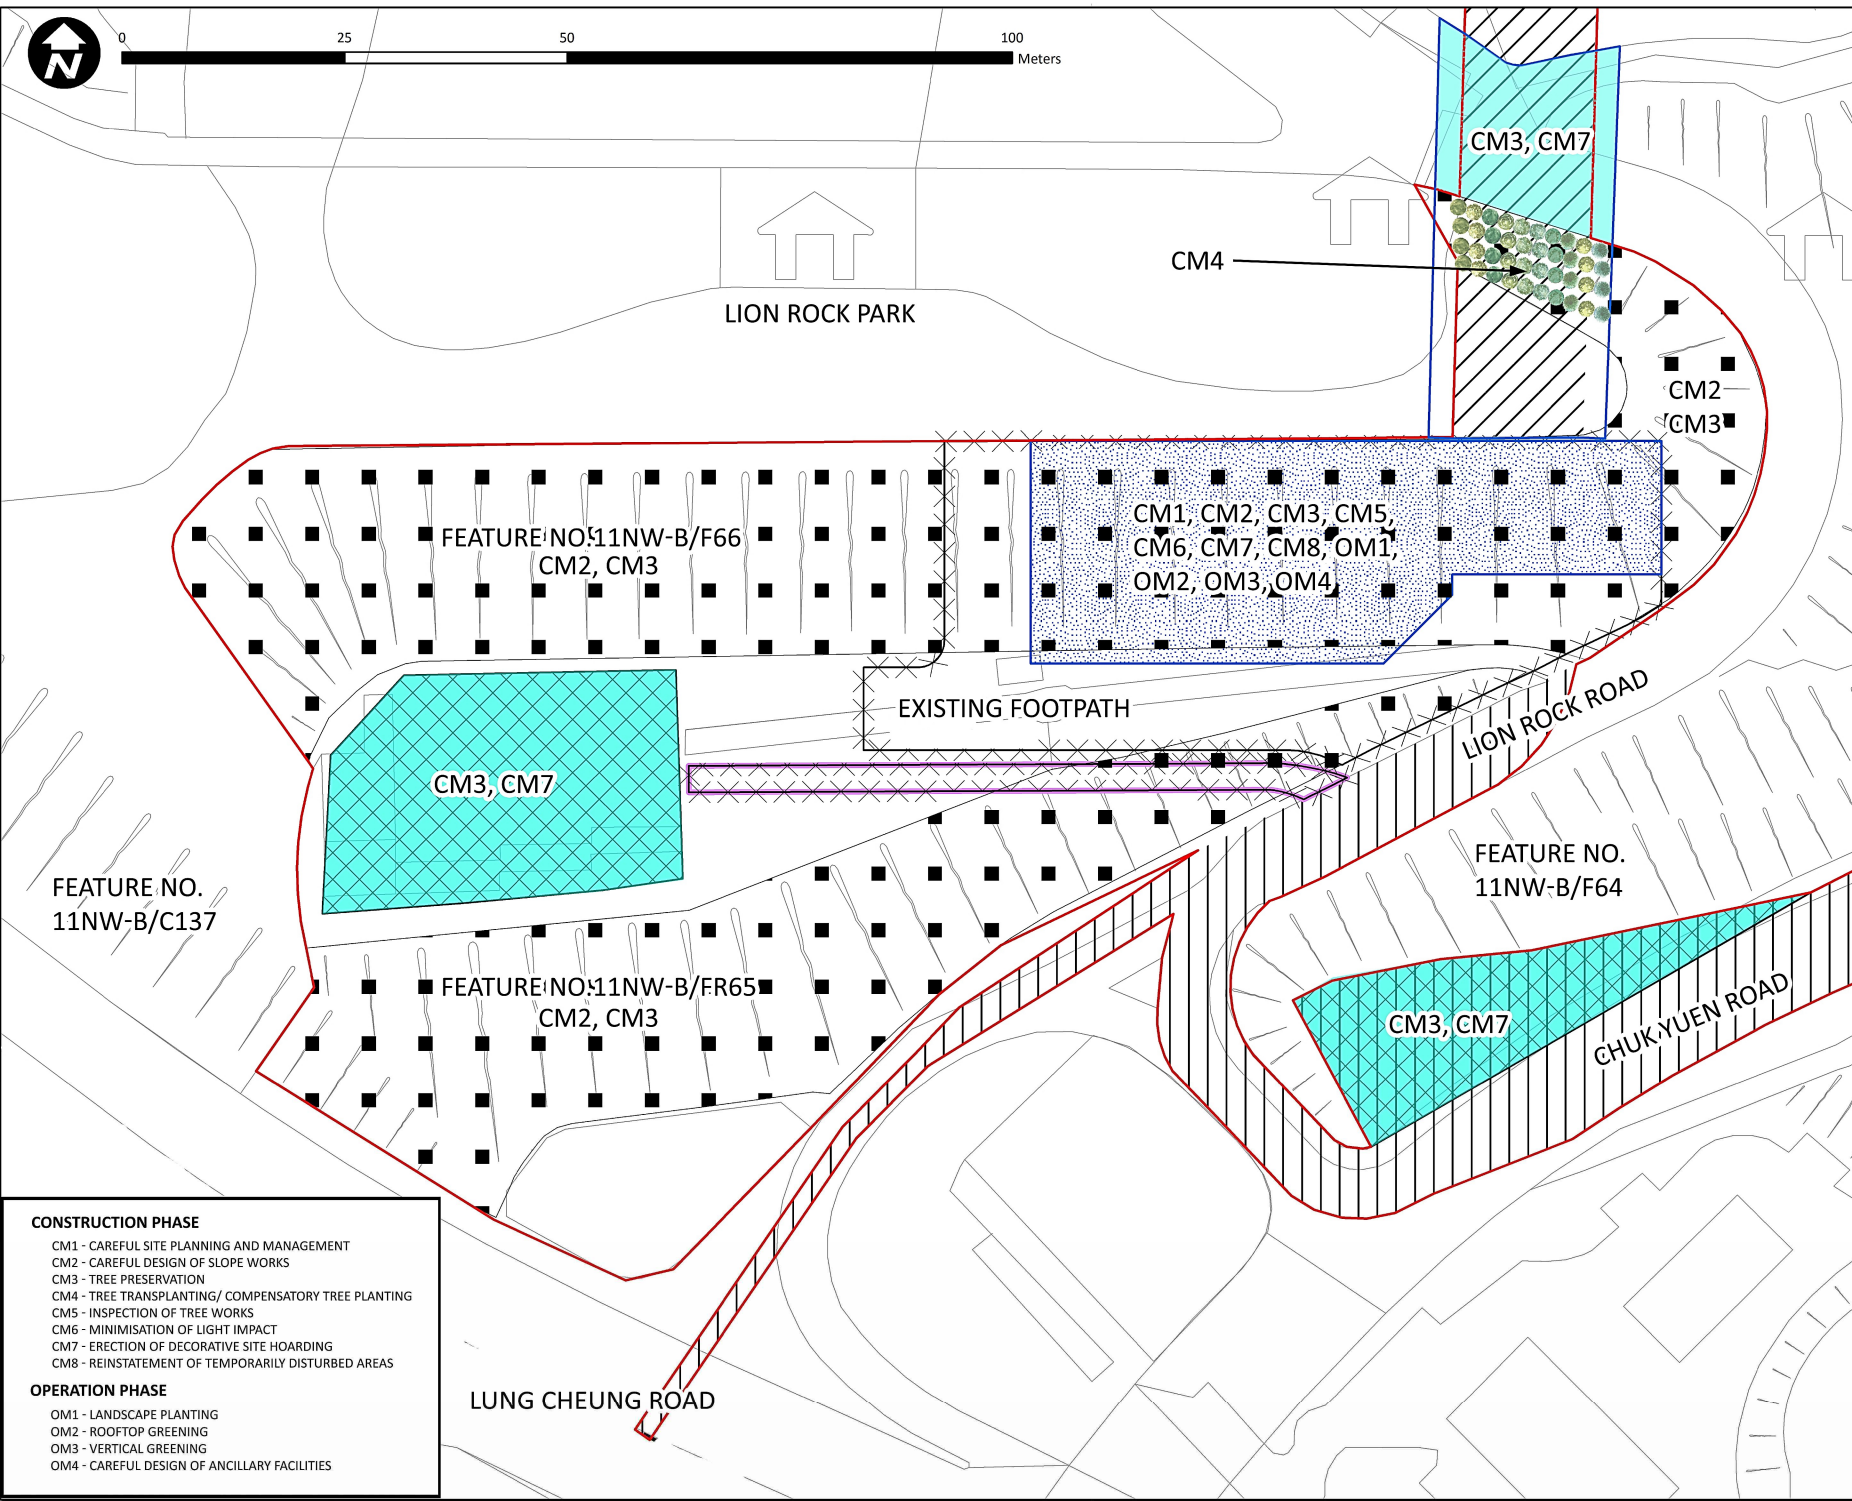 N
0 25 50 100
Meters
CM3, CM7
CM4
LION ROCK PARK
CM2
CM3
FEATURE NO.11NW-B/F66
CM2, CM3
CM1, CM2, CM3, CM5,
CM6, CM7, CM8, OM1,
OM2, OM3, OM4
EXISTING FOOTPATH
LION ROCK ROAD
CM3, CM7
FEATURE NO.
11NW-B/C137
FEATURE NO.
11NW-B/F64
FEATURE NO.11NW-B/FR65
CM2, CM3
CM3, CM7
CHUK YUEN ROAD
LUNG CHEUNG ROAD
CONSTRUCTION PHASE
CM1 - CAREFUL SITE PLANNING AND MANAGEMENT
CM2 - CAREFUL DESIGN OF SLOPE WORKS
CM3 - TREE PRESERVATION
CM4 - TREE TRANSPLANTING/ COMPENSATORY TREE PLANTING
CM5 - INSPECTION OF TREE WORKS
CM6 - MINIMISATION OF LIGHT IMPACT
CM7 - ERECTION OF DECORATIVE SITE HOARDING
CM8 - REINSTATEMENT OF TEMPORARILY DISTURBED AREAS
OPERATION PHASE
OM1 - LANDSCAPE PLANTING
OM2 - ROOFTOP GREENING
OM3 - VERTICAL GREENING
OM4 - CAREFUL DESIGN OF ANCILLARY FACILITIES